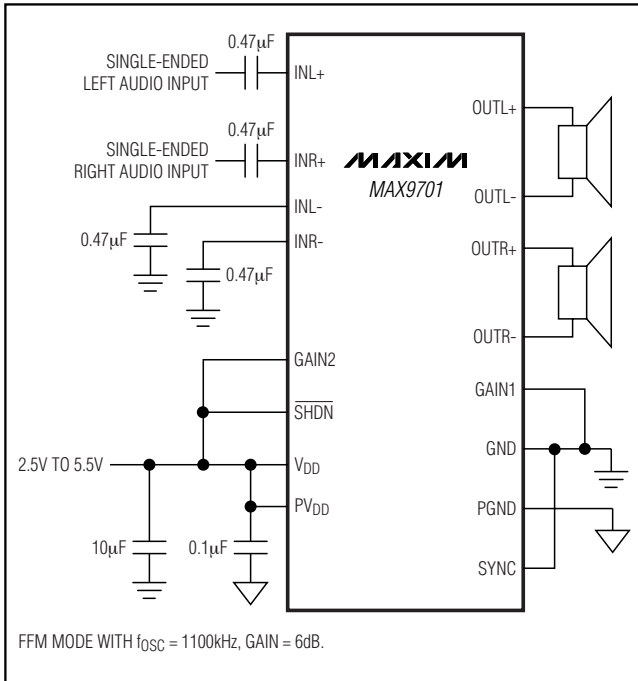 0.47µF
SINGLE-ENDED
LEFT AUDIO INPUT
INL+
0.47µF
SINGLE-ENDED
RIGHT AUDIO INPUT
INR+
INL-
0.47µF
INR-
0.47µF
MAXIM
MAX9701
OUTL+
OUTL-
OUTR+
OUTR-
GAIN2
SHDN
2.5V TO 5.5V
VDD
PVDD
10µF
0.1µF
GAIN1
GND
PGND
SYNC
FFM MODE WITH fOSC = 1100kHz, GAIN = 6dB.